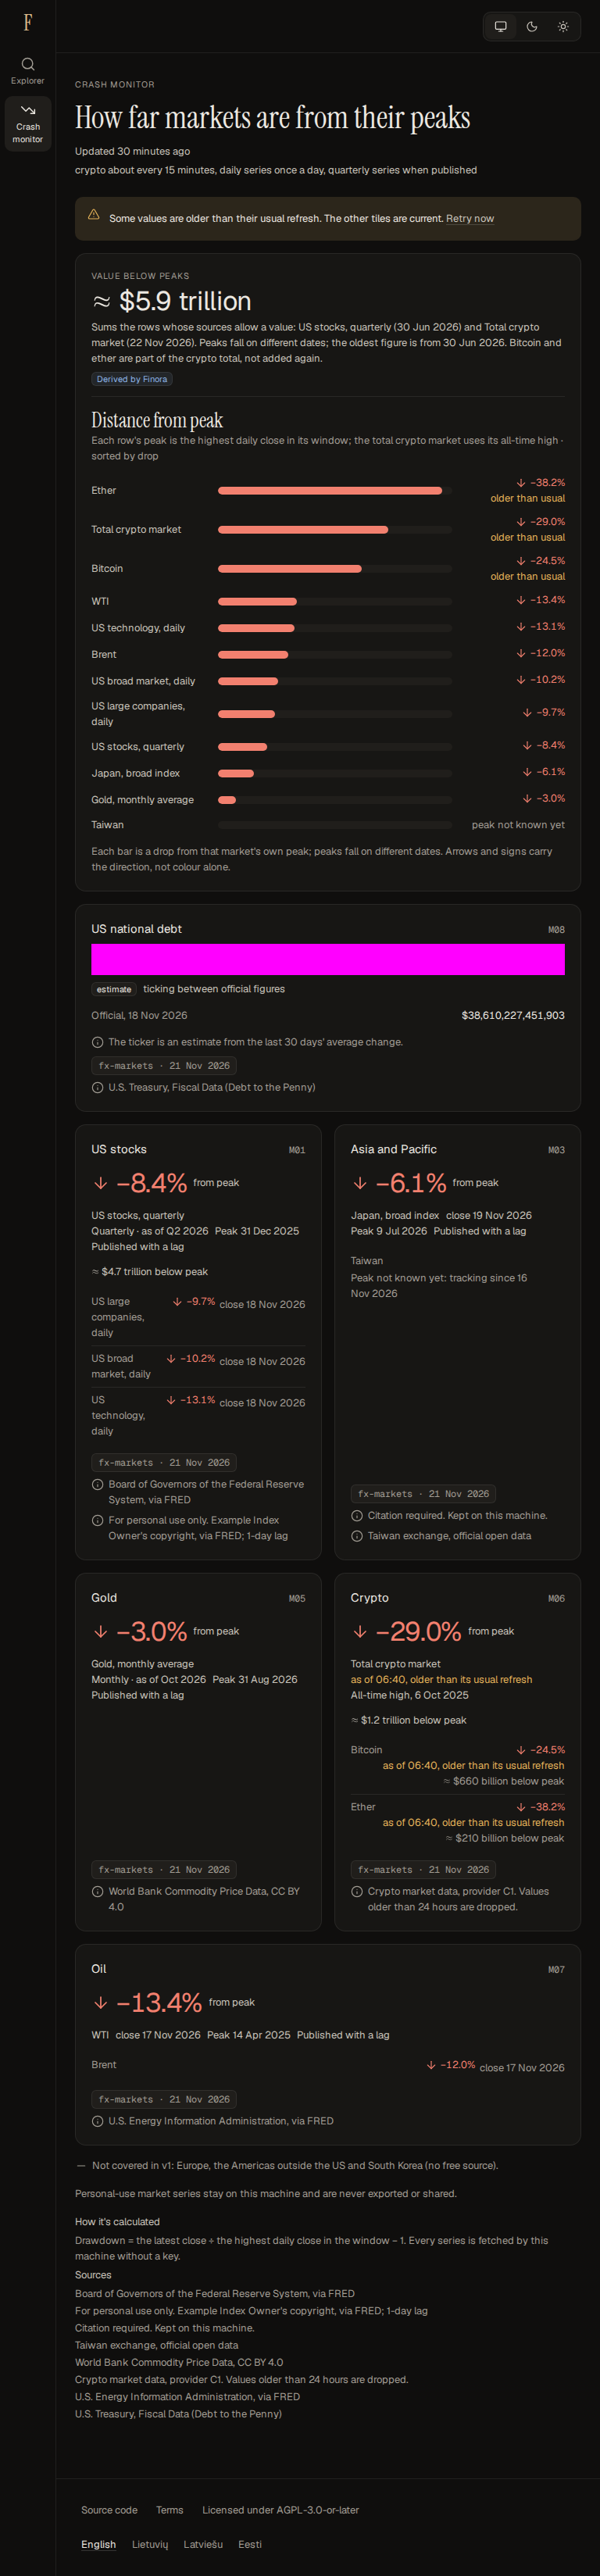 F
Explorer
Crash
monitor
CRASH MONITOR
How far markets are from their peaks
Updated 30 minutes ago
crypto about every 15 minutes, daily series once a day, quarterly series when published
Some values are older than their usual refresh. The other tiles are current. Retry now
VALUE BELOW PEAKS
≈ $5.9 trillion
Sums the rows whose sources allow a value: US stocks, quarterly (30 Jun 2026) and Total crypto
market (22 Nov 2026). Peaks fall on different dates; the oldest figure is from 30 Jun 2026. Bitcoin and
ether are part of the crypto total, not added again.
Derived by Finora
Distance from peak
Each row's peak is the highest daily close in its window; the total crypto market uses its all-time high ·
sorted by drop
Ether ↓ −38.2%
older than usual
Total crypto market ↓ −29.0%
older than usual
Bitcoin ↓ −24.5%
older than usual
WTI ↓ −13.4%
US technology, daily ↓ −13.1%
Brent ↓ −12.0%
US broad market, daily ↓ −10.2%
US large companies,
daily ↓ −9.7%
US stocks, quarterly ↓ −8.4%
Japan, broad index ↓ −6.1%
Gold, monthly average ↓ −3.0%
Taiwan peak not known yet
Each bar is a drop from that market's own peak; peaks fall on different dates. Arrows and signs carry
the direction, not colour alone.
US national debt M08
estimate ticking between official figures
Official, 18 Nov 2026 $38,610,227,451,903
The ticker is an estimate from the last 30 days' average change.
fx-markets · 21 Nov 2026
U.S. Treasury, Fiscal Data (Debt to the Penny)
US stocks M01
↓ −8.4% from peak
US stocks, quarterly
Quarterly · as of Q2 2026 Peak 31 Dec 2025
Published with a lag
≈ $4.7 trillion below peak
US large
companies,
daily ↓ −9.7% close 18 Nov 2026
US broad
market, daily ↓ −10.2% close 18 Nov 2026
US
technology,
daily ↓ −13.1% close 18 Nov 2026
fx-markets · 21 Nov 2026
Board of Governors of the Federal Reserve
System, via FRED
For personal use only. Example Index
Owner's copyright, via FRED; 1-day lag
Asia and Pacific M03
↓ −6.1% from peak
Japan, broad index close 19 Nov 2026
Peak 9 Jul 2026 Published with a lag
Taiwan
Peak not known yet: tracking since 16
Nov 2026
fx-markets · 21 Nov 2026
Citation required. Kept on this machine.
Taiwan exchange, official open data
Gold M05
↓ −3.0% from peak
Gold, monthly average
Monthly · as of Oct 2026 Peak 31 Aug 2026
Published with a lag
fx-markets · 21 Nov 2026
World Bank Commodity Price Data, CC BY
4.0
Crypto M06
↓ −29.0% from peak
Total crypto market
as of 06:40, older than its usual refresh
All-time high, 6 Oct 2025
≈ $1.2 trillion below peak
Bitcoin ↓ −24.5%
as of 06:40, older than its usual refresh
≈ $660 billion below peak
Ether ↓ −38.2%
as of 06:40, older than its usual refresh
≈ $210 billion below peak
fx-markets · 21 Nov 2026
Crypto market data, provider C1. Values
older than 24 hours are dropped.
Oil M07
↓ −13.4% from peak
WTI close 17 Nov 2026 Peak 14 Apr 2025 Published with a lag
Brent ↓ −12.0% close 17 Nov 2026
fx-markets · 21 Nov 2026
U.S. Energy Information Administration, via FRED
— Not covered in v1: Europe, the Americas outside the US and South Korea (no free source).
Personal-use market series stay on this machine and are never exported or shared.
How it's calculated
Drawdown = the latest close ÷ the highest daily close in the window − 1. Every series is fetched by this
machine without a key.
Sources
Board of Governors of the Federal Reserve System, via FRED
For personal use only. Example Index Owner's copyright, via FRED; 1-day lag
Citation required. Kept on this machine.
Taiwan exchange, official open data
World Bank Commodity Price Data, CC BY 4.0
Crypto market data, provider C1. Values older than 24 hours are dropped.
U.S. Energy Information Administration, via FRED
U.S. Treasury, Fiscal Data (Debt to the Penny)
Source code Terms Licensed under AGPL-3.0-or-later
English Lietuvių Latviešu Eesti